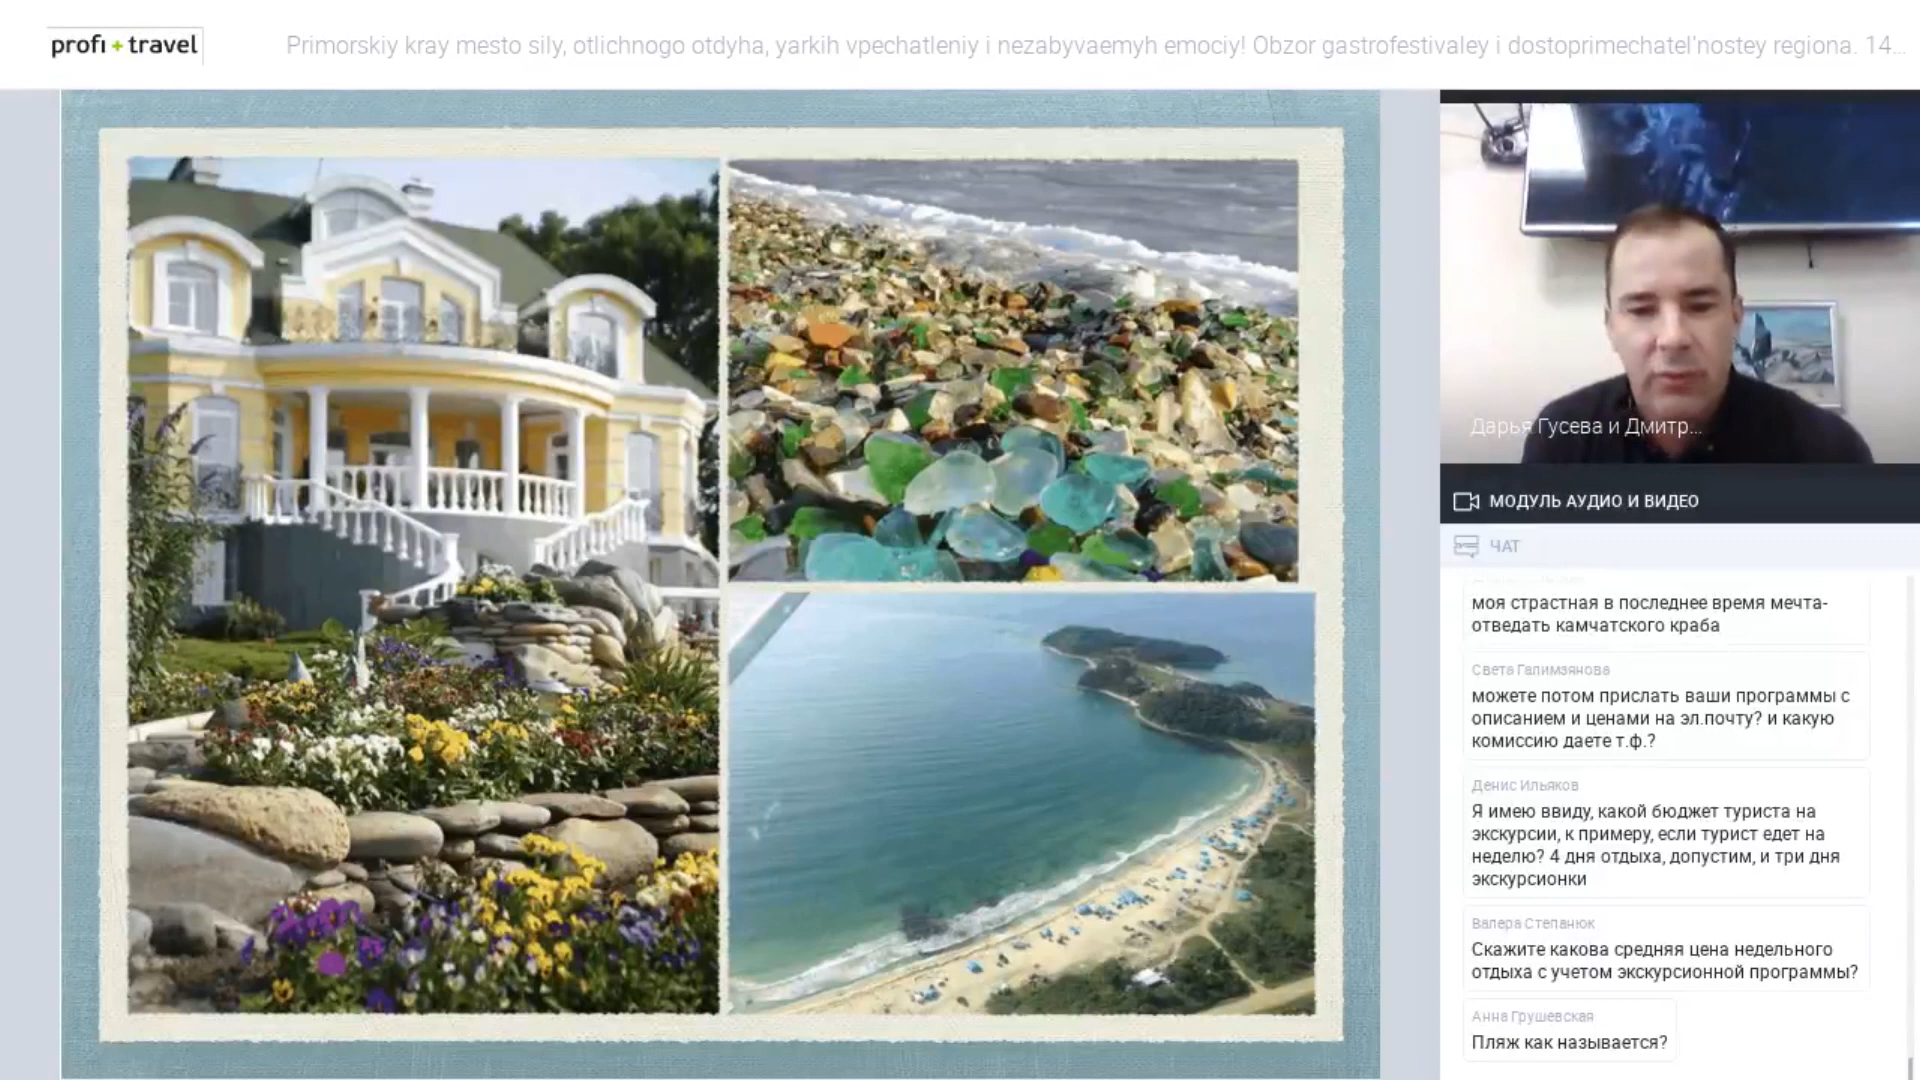 profi + travel
Primorskiy kray mesto sily, otlichnogo otdyha, yarkih vpechatleniy i nezabyvaemyh emociy! Obzor gastrofestivaley i dostoprimechatel'nostey regiona. 14...
Дарья Гусева и Дмитр...
МОДУЛЬ АУДИО И ВИДЕО
ЧАТ
моя страстная в последнее время мечта-
отведать камчатского краба
Света Галимзянова
можете потом прислать ваши программы с
описанием и ценами на эл.почту? и какую
комиссию даете т.ф.?
Денис Ильяков
Я имею ввиду, какой бюджет туриста на
экскурсии, к примеру, если турист едет на
неделю? 4 дня отдыха, допустим, и три дня
экскурсионки
Валера Степанюк
Скажите какова средняя цена недельного
отдыха с учетом экскурсионной программы?
Анна Грушевская
Пляж как называется?